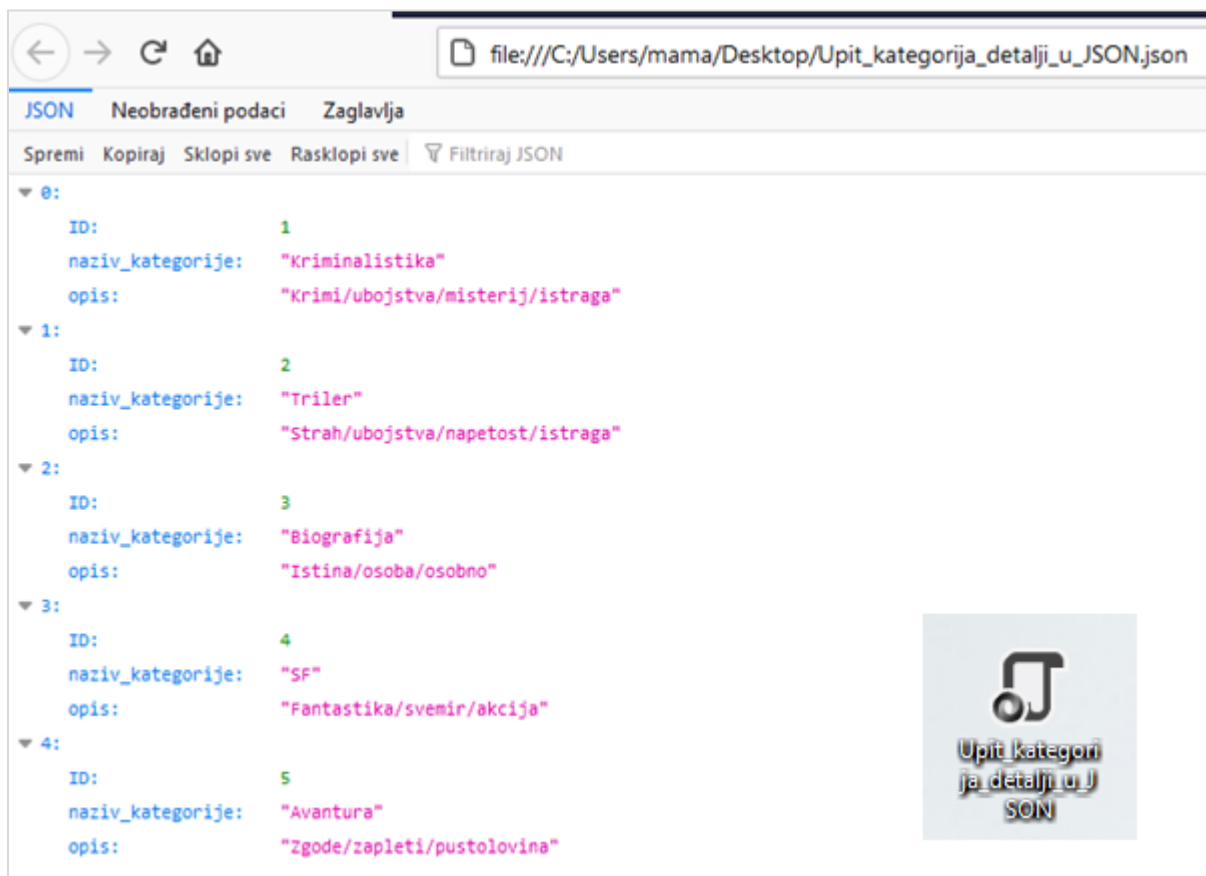 file:///C:/Users/mama/Desktop/Upit_kategorija_detalji_u_JSON.json
JSON Neobrađeni podaci Zaglavlja
Spremi Kopiraj Sklopi sve Rasklopi sve Filtriraj JSON
0:
ID: 1
naziv_kategorije: "Kriminalistika"
opis: "Krimi/ubojstva/misterij/istraga"
1:
ID: 2
naziv_kategorije: "Triler"
opis: "Strah/ubojstva/napetost/istraga"
2:
ID: 3
naziv_kategorije: "Biografija"
opis: "Istina/osoba/osobno"
3:
ID: 4
naziv_kategorije: "SF"
opis: "Fantastika/svemir/akcija"
4:
ID: 5
naziv_kategorije: "Avantura"
opis: "Zgode/zapleti/pustolovina"
Upit_kategori
ja_detalji_u_J
SON